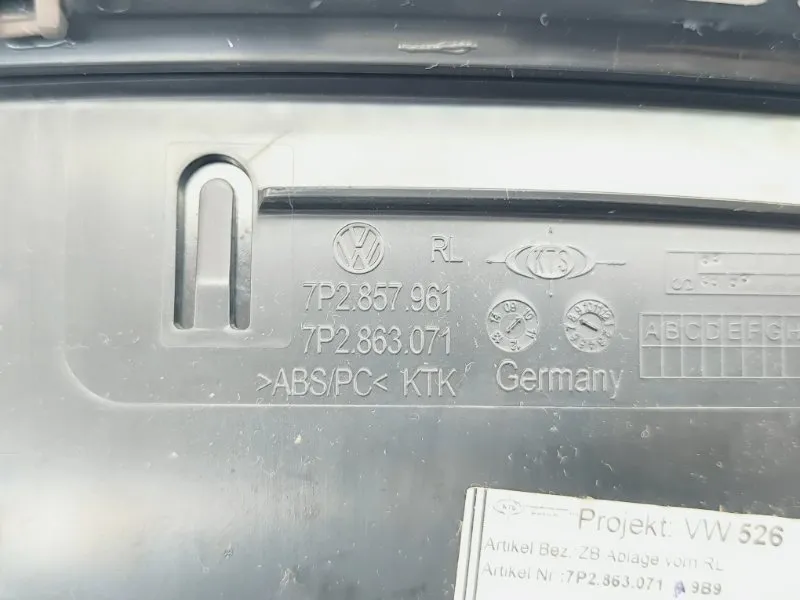 RL KTS
7P2.857.961
7P2.863.071
>ABS/PC< KTK Germany
A B C D E F G H
Projekt: VW 526
Artikel Bez. ZB Ablage vorn RL
Artikel Nr.:7P2.863.071 A 9B9